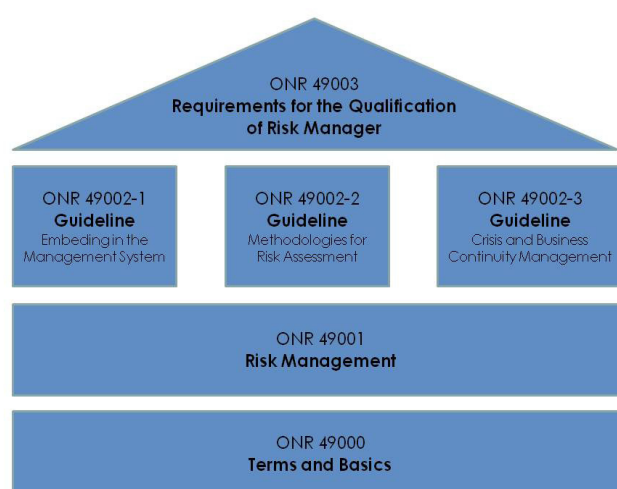 ONR 49003
Requirements for the Qualification
of Risk Manager
ONR 49002-1
Guideline
Embeding in the
Management System
ONR 49002-2
Guideline
Methodologies for
Risk Assessment
ONR 49002-3
Guideline
Crisis and Business
Continuity Management
ONR 49001
Risk Management
ONR 49000
Terms and Basics